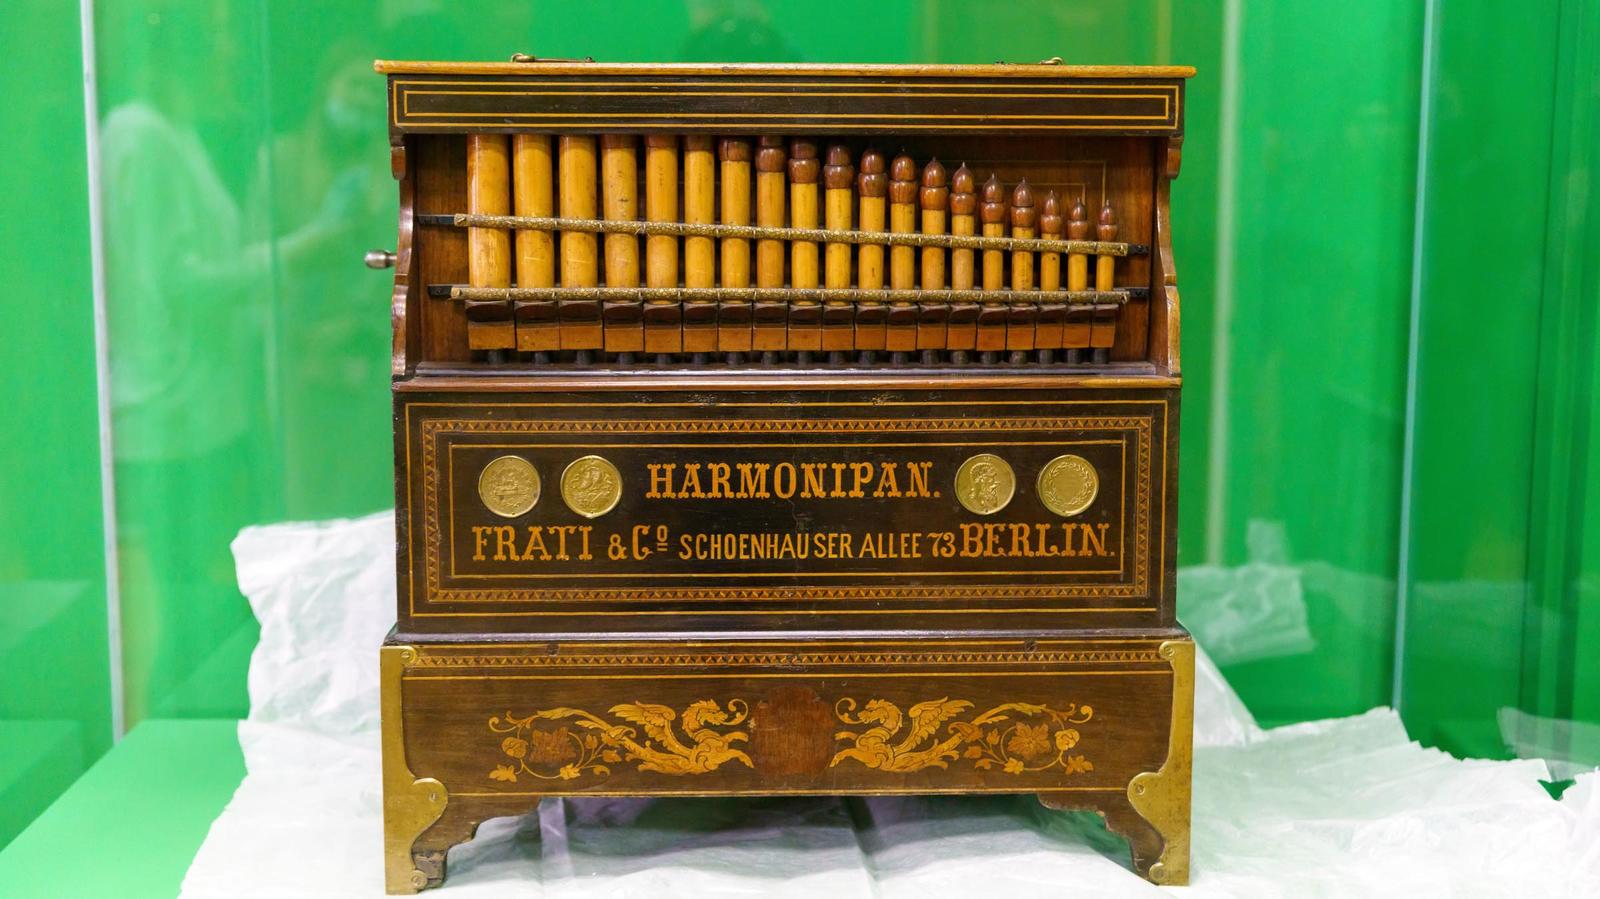 HARMONIPAN.
FRATI & Cº SCHOENHAUSER ALLEE 73 BERLIN.